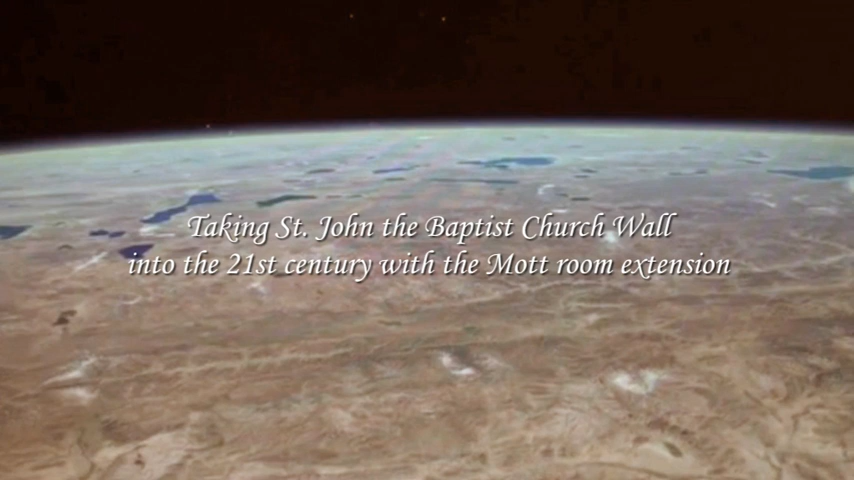 Taking St. John the Baptist Church Wall
into the 21st century with the Mott room extension